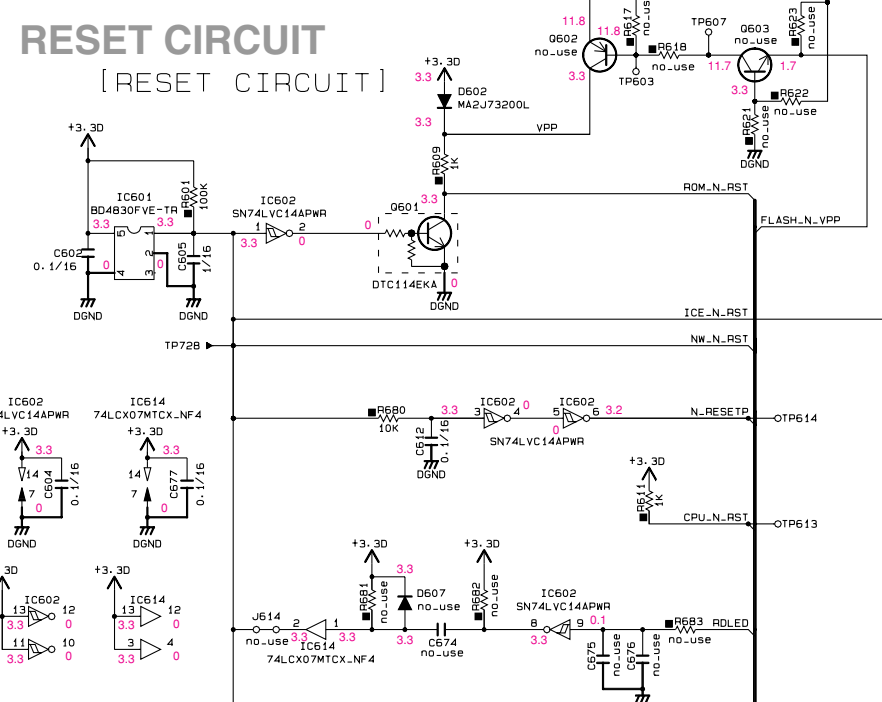 RESET CIRCUIT
[RESET CIRCUIT]
+3.3D
3.3
D602
MA2J73200L
3.3
VPP
R609
1K
3.3
11.8
11.8
Q602
no_use
3.3
R617
no_us
TP603
R618
no_use
TP607
11.7
Q603
no_use
1.7
3.3
R623
no_use
R622
no_use
R621
no_use
DGND
+3.3D
IC601
BD4830FVE-TR
3.3
3.3
5
1
2
4
3
0
0
R601
100K
C602
0.1/16
C605
1/16
DGND
DGND
IC602
SN74LVC14APWR
1
2
3.3
0
0
Q601
DTC114EKA
0
DGND
ROM_N_RST
FLASH_N_VPP
ICE_N_RST
NW_N_RST
TP728
IC602
74LVC14APWR
+3.3D
3.3
14
7
C604
0.1/16
0
DGND
IC614
74LCX07MTCX_NF4
+3.3D
3.3
14
7
C677
0.1/16
0
DGND
R680
10K
3.3
C612
0.1/16
DGND
IC602
3
4
0
IC602
5
6
0
3.2
SN74LVC14APWR
N_RESETP
TP614
+3.3D
R611
1K
CPU_N_RST
TP613
3D
IC602
13
12
3.3
0
11
10
3.3
0
+3.3D
IC614
13
12
3.3
0
3
4
3.3
0
J614
no_use
2
1
3.3
3.3
IC614
74LCX07MTCX_NF4
+3.3D
R681
no_use
3.3
D607
no_use
3.3
C674
no_use
+3.3D
R682
no_use
IC602
SN74LVC14APWR
8
9
3.3
0.1
C675
no_use
C676
no_use
R683
no_use
RDLED